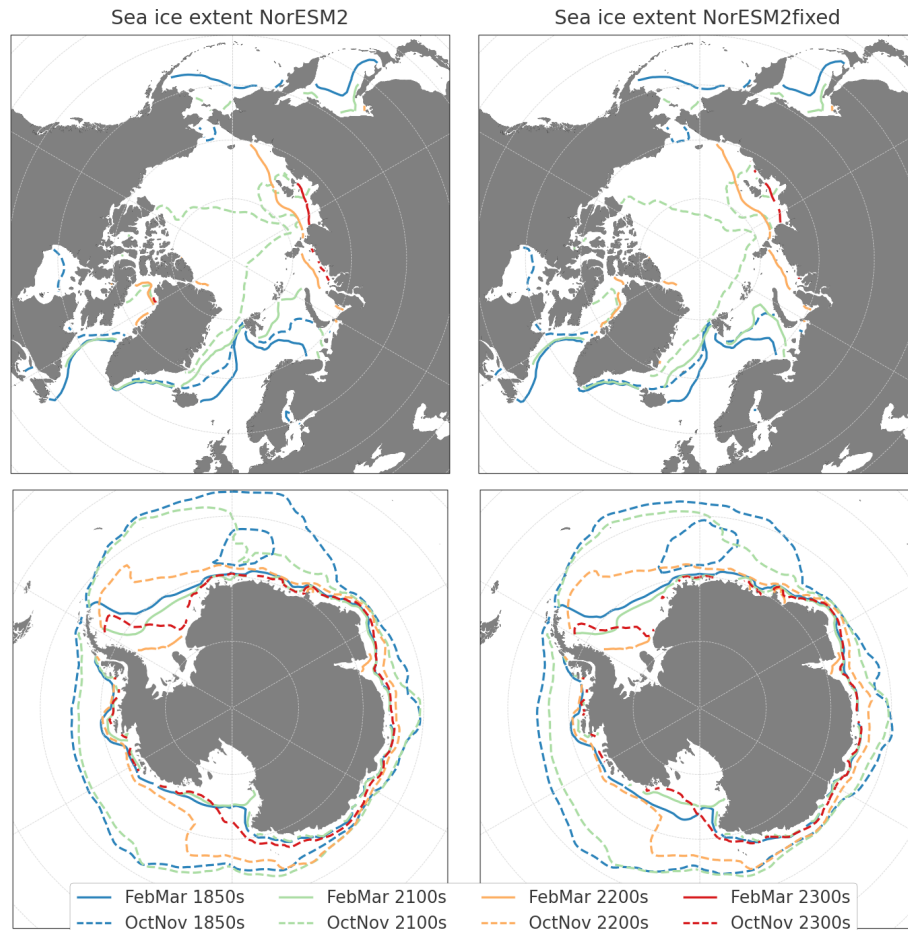 Sea ice extent NorESM2
Sea ice extent NorESM2fixed
FebMar 1850s
FebMar 2100s
FebMar 2200s
FebMar 2300s
OctNov 1850s
OctNov 2100s
OctNov 2200s
OctNov 2300s